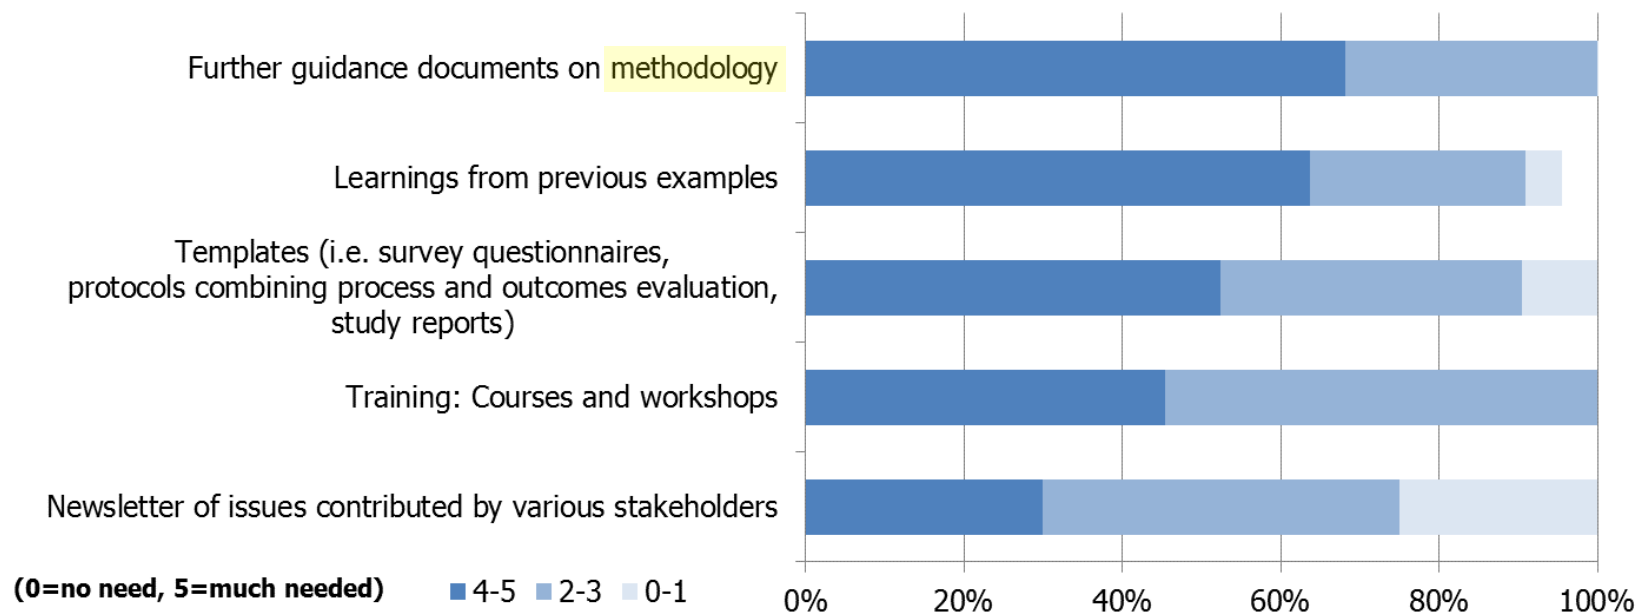 Further guidance documents on methodology
Learnings from previous examples
Templates (i.e. survey questionnaires,
protocols combining process and outcomes evaluation,
study reports)
Training: Courses and workshops
Newsletter of issues contributed by various stakeholders
(0=no need, 5=much needed) 4-5 2-3 0-1
0% 20% 40% 60% 80% 100%